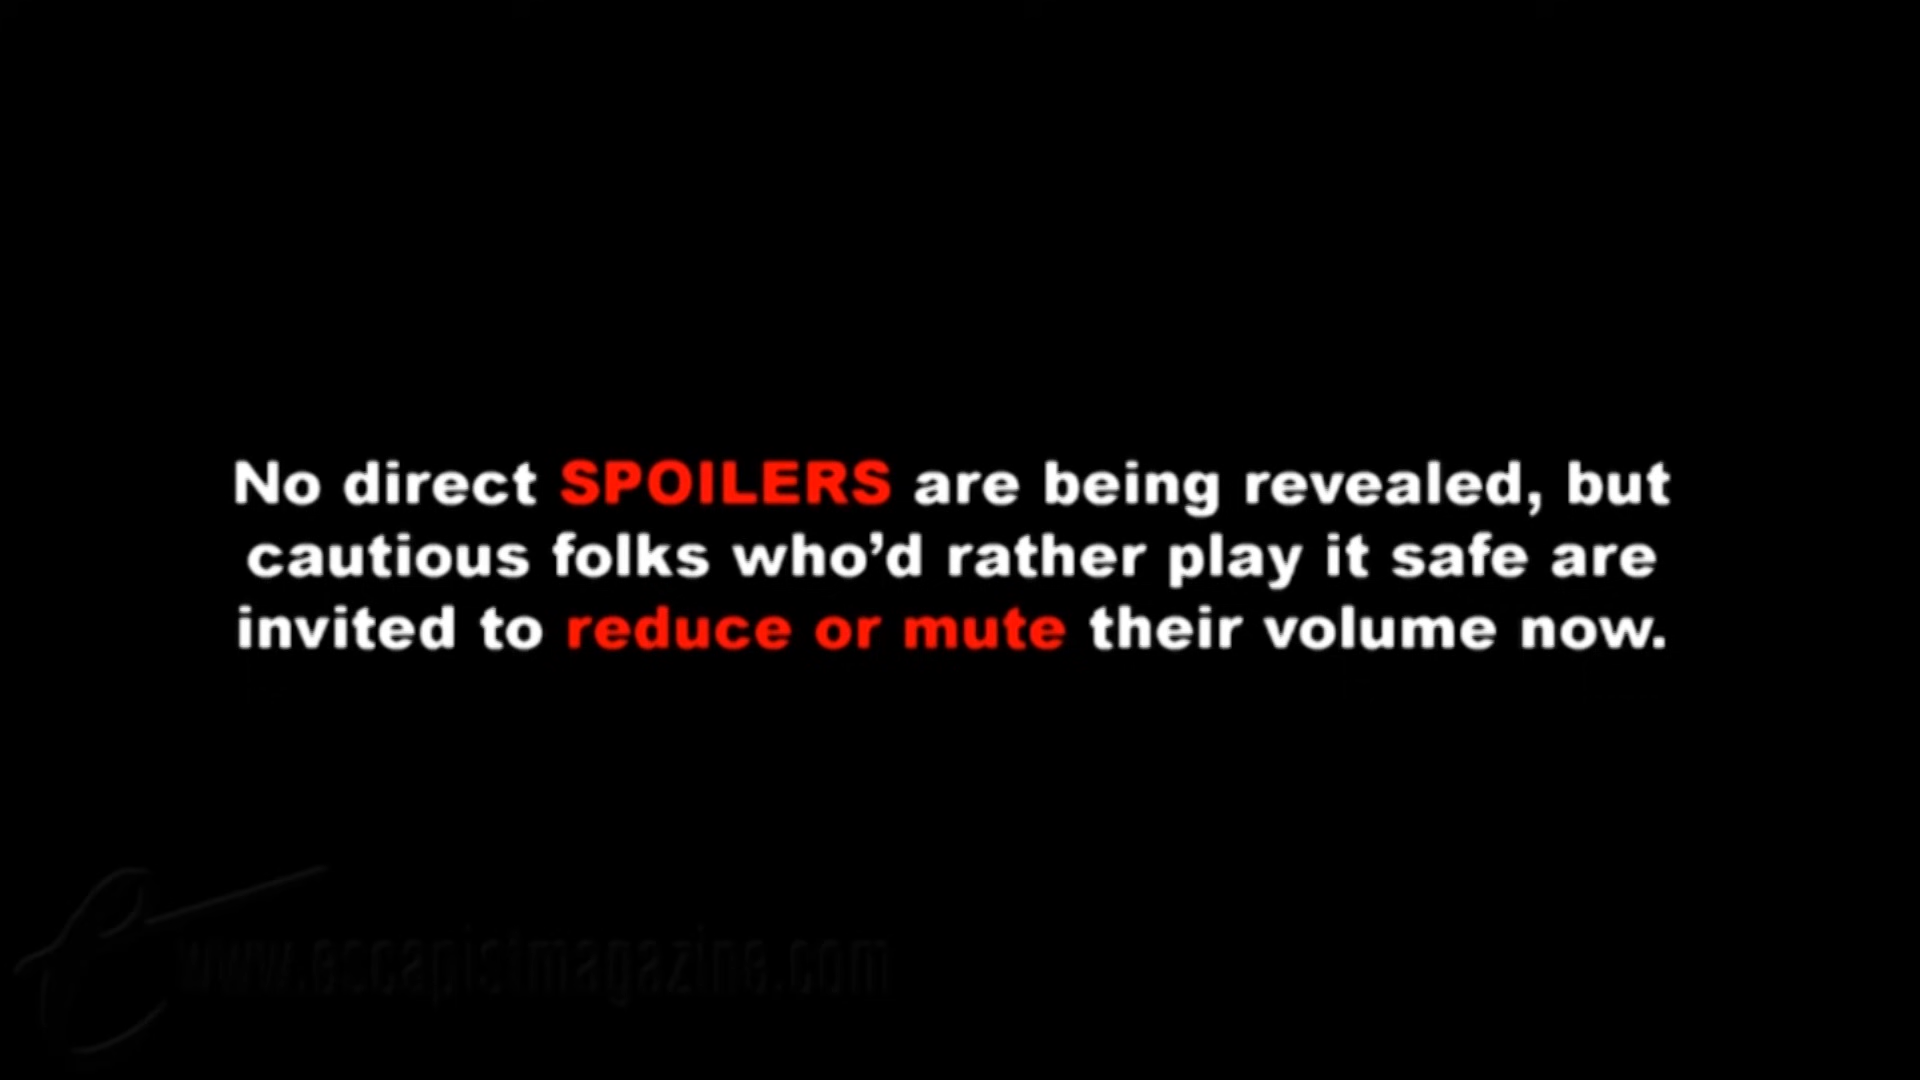 No direct SPOILERS are being revealed, but
cautious folks who’d rather play it safe are
invited to reduce or mute their volume now.
www.escapistmagazine.com